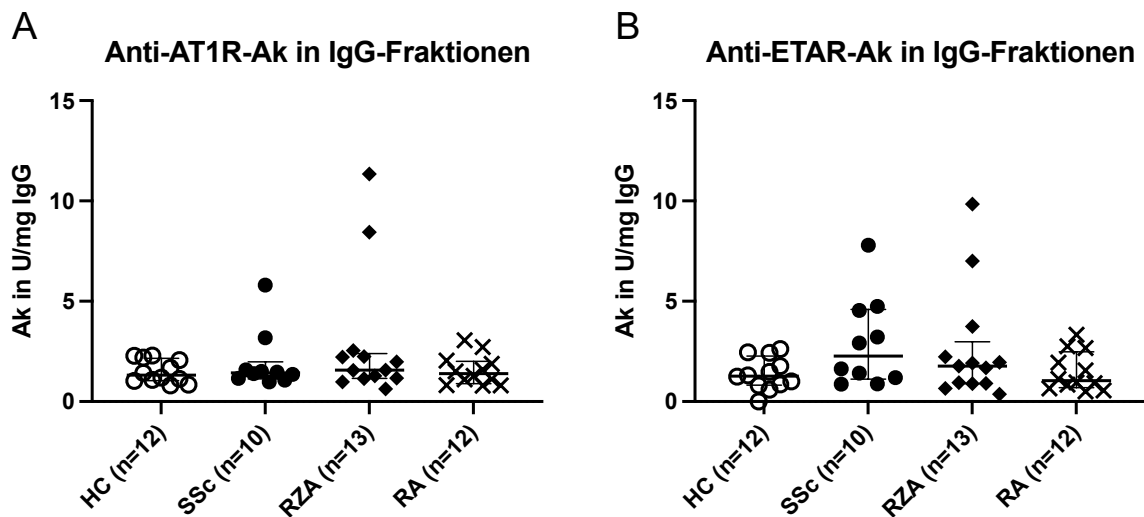 A
Anti-AT1R-Ak in IgG-Fraktionen
Ak in U/mg IgG
15
10
5
0
HC (n=12)
SSc (n=10)
RZA (n=13)
RA (n=12)
B
Anti-ETAR-Ak in IgG-Fraktionen
Ak in U/mg IgG
15
10
5
0
HC (n=12)
SSc (n=10)
RZA (n=13)
RA (n=12)